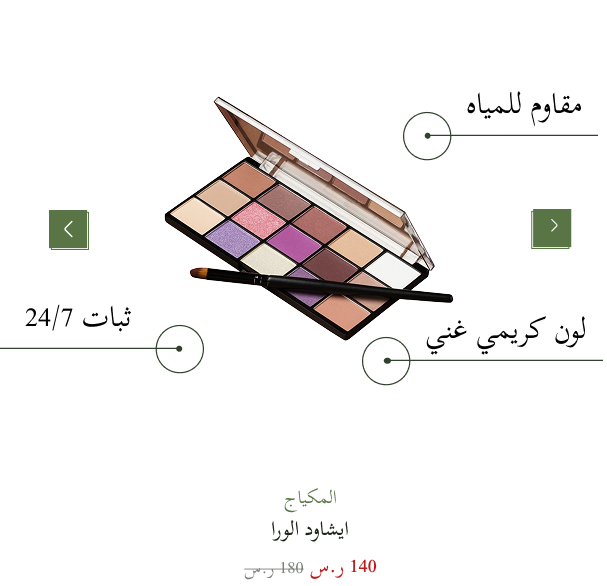 مقاوم للمياه
ثبات 24/7
لون كريمي غني
المكياج
ايشاود الورا
140 ر.س 180 ر.س